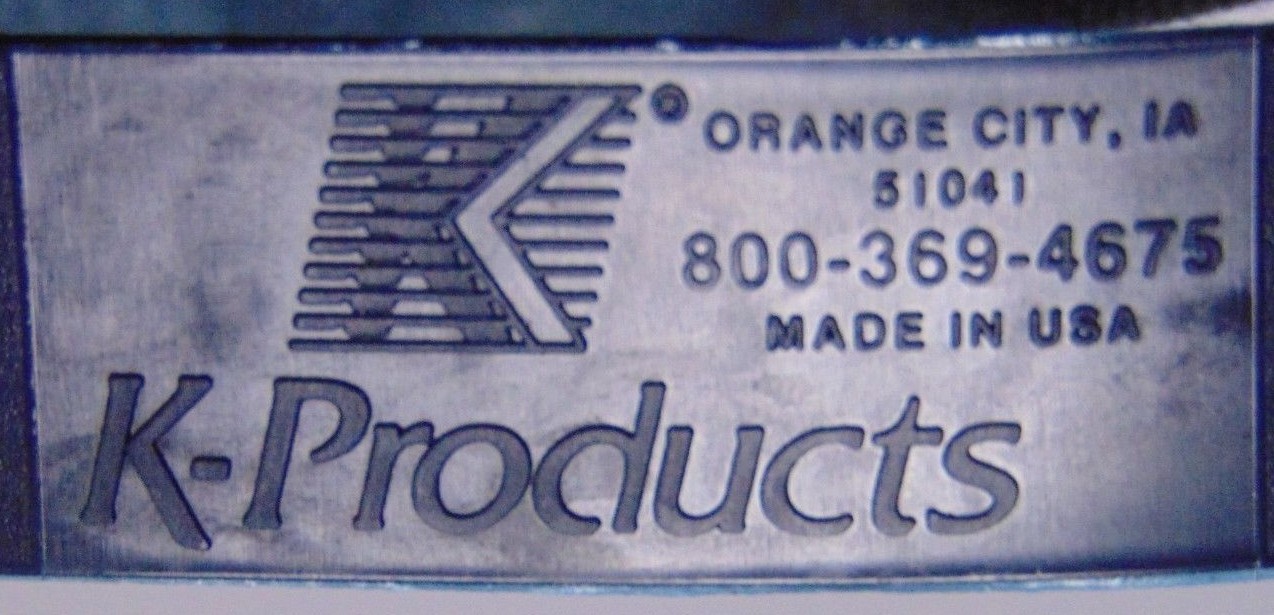 ® ORANGE CITY, IA
51041
800-369-4675
MADE IN USA
K-Products